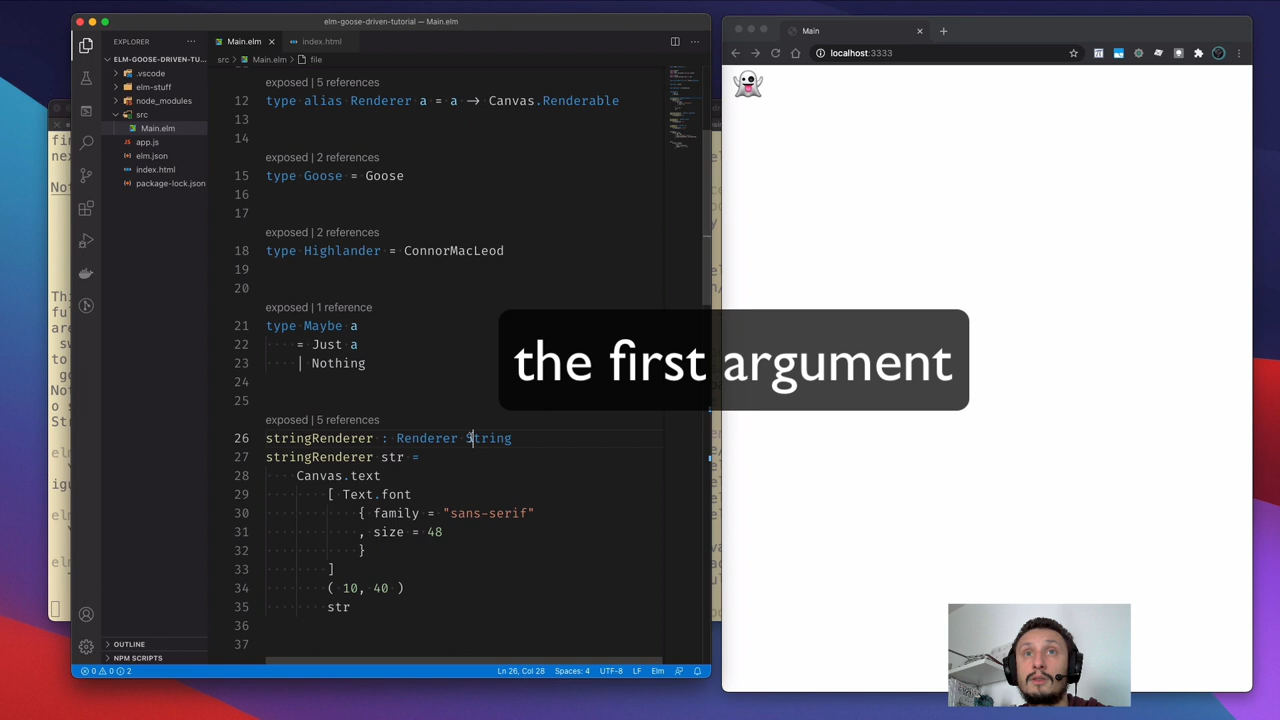 elm-goose-driven-tutorial — Main.elm
EXPLORER
Main.elm
index.html
src > Main.elm > file
ELM-GOOSE-DRIVEN-TU...
.vscode
elm-stuff
node_modules
src
Main.elm
app.js
elm.json
index.html
package-lock.json
OUTLINE
NPM SCRIPTS
exposed | 5 references
12 type alias Renderer a = a → Canvas.Renderable
13
14
exposed | 2 references
15 type Goose = Goose
16
17
exposed | 2 references
18 type Highlander = ConnorMacLeod
19
20
exposed | 1 reference
21 type Maybe a
22 = Just a
23 | Nothing
24
25
exposed | 5 references
26 stringRenderer : Renderer String
27 stringRenderer str =
28 Canvas.text
29 [ Text.font
30 { family = "sans-serif"
31 , size = 48
32 }
33 ]
34 ( 10, 40 )
35 str
36
37
0 0 2
Ln 26, Col 28
Spaces: 4
UTF-8
LF
Elm
the first argument
Main
localhost:3333